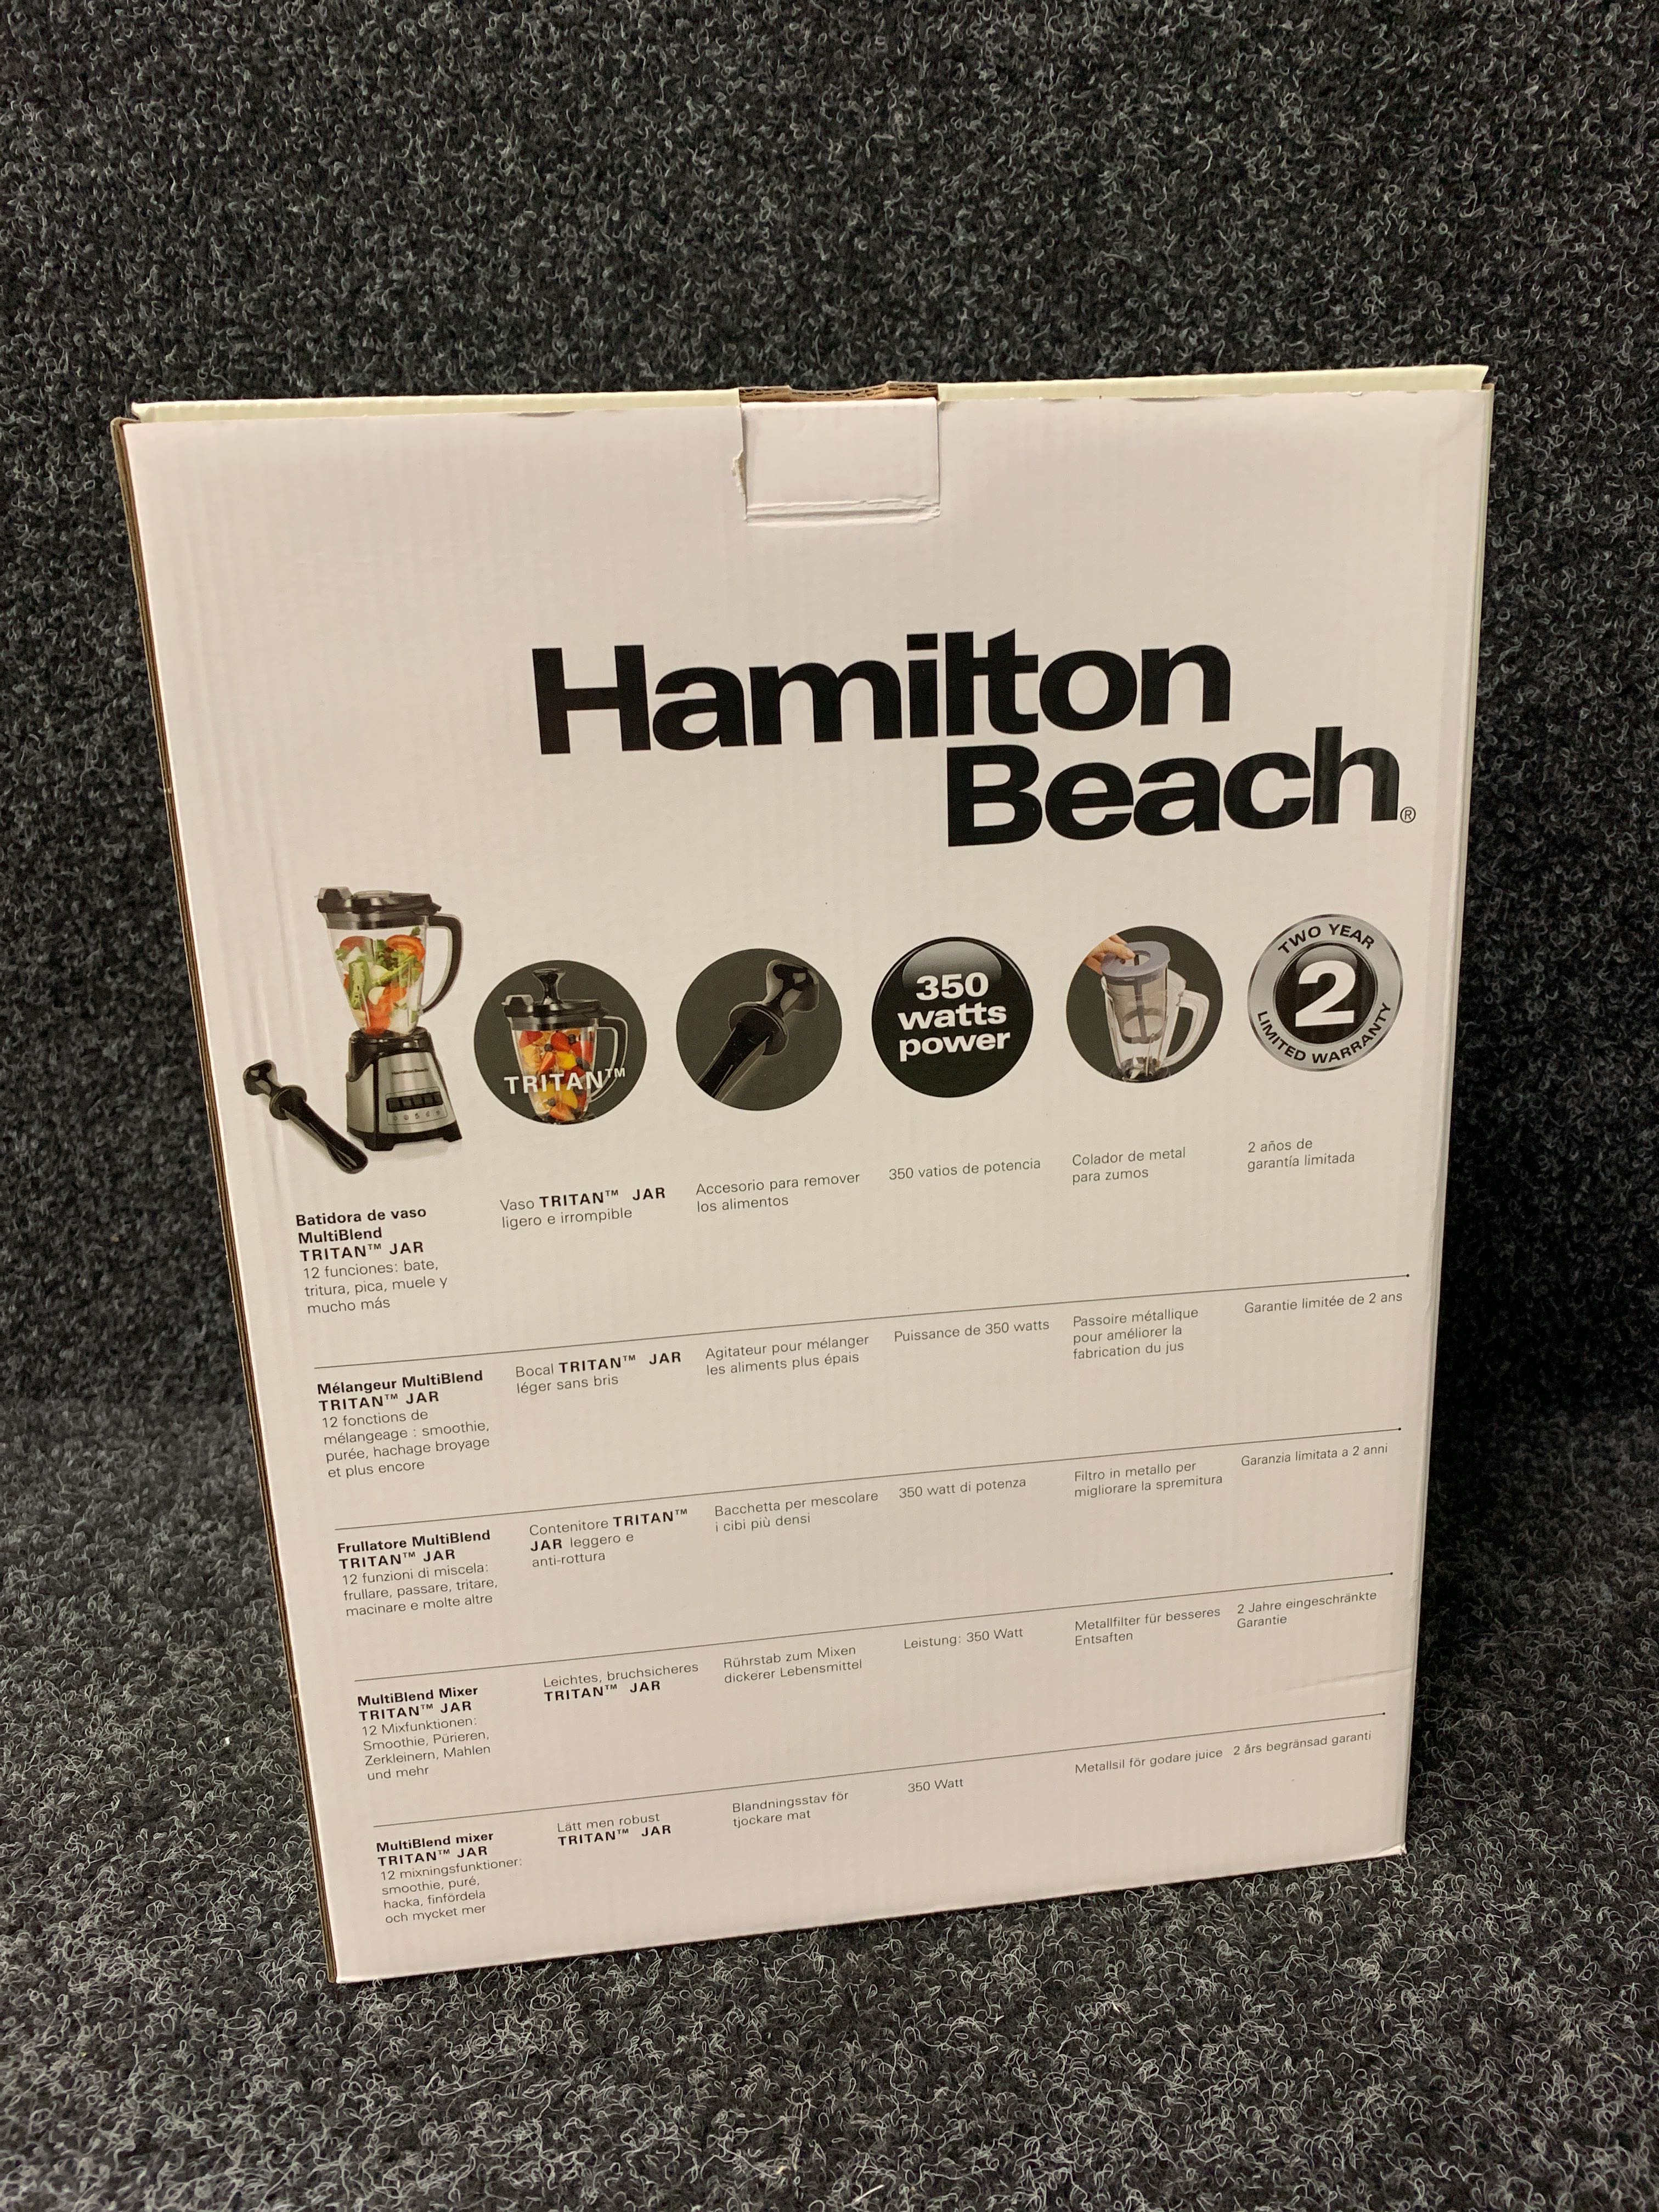 Hamilton
Beach®
TRITAN™
350
watts
power
TWO YEAR
2
LIMITED WARRANTY
Batidora de vaso
MultiBlend
TRITAN™ JAR
12 funciones: bate,
tritura, pica, muele y
mucho más
Vaso TRITAN™ JAR
ligero e irrompible
Accesorio para remover
los alimentos
350 vatios de potencia
Colador de metal
para zumos
2 años de
garantía limitada
Mélangeur MultiBlend
TRITAN™ JAR
12 fonctions de
mélangeage : smoothie,
purée, hachage broyage
et plus encore
Bocal TRITAN™ JAR
léger sans bris
Agitateur pour mélanger
les aliments plus épais
Puissance de 350 watts
Passoire métallique
pour améliorer la
fabrication du jus
Garantie limitée de 2 ans
Frullatore MultiBlend
TRITAN™ JAR
12 funzioni di miscela:
frullare, passare, tritare,
macinare e molte altre
Contenitore TRITAN™
JAR leggero e
anti-rottura
Bacchetta per mescolare
i cibi più densi
350 watt di potenza
Filtro in metallo per
migliorare la spremitura
Garanzia limitata a 2 anni
MultiBlend Mixer
TRITAN™ JAR
12 Mixfunktionen:
Smoothie, Pürieren,
Zerkleinern, Mahlen
und mehr
Leichtes, bruchsicheres
TRITAN™ JAR
Rührstab zum Mixen
dickerer Lebensmittel
Leistung: 350 Watt
Metallfilter für besseres
Entsaften
2 Jahre eingeschränkte
Garantie
MultiBlend mixer
TRITAN™ JAR
12 mixningsfunktioner:
smoothie, puré,
hacka, finfördela
och mycket mer
Lätt men robust
TRITAN™ JAR
Blandningsstav för
tjockare mat
350 Watt
Metallsil för godare juice
2 års begränsad garanti